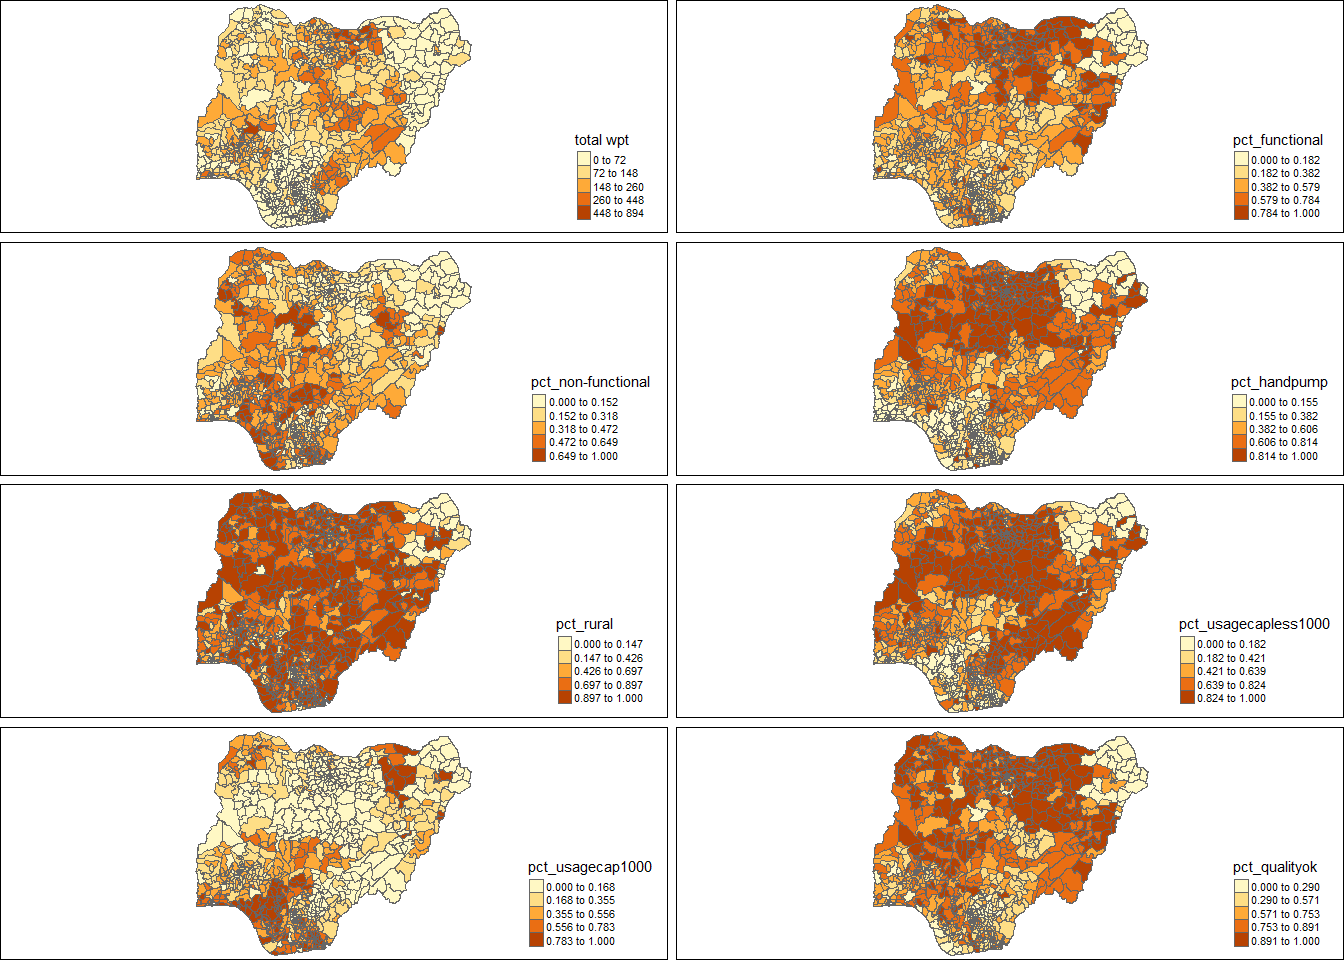 total wpt
0 to 72
72 to 148
148 to 260
260 to 448
448 to 894
pct_functional
0.000 to 0.182
0.182 to 0.382
0.382 to 0.579
0.579 to 0.784
0.784 to 1.000
pct_non-functional
0.000 to 0.152
0.152 to 0.318
0.318 to 0.472
0.472 to 0.649
0.649 to 1.000
pct_handpump
0.000 to 0.155
0.155 to 0.382
0.382 to 0.606
0.606 to 0.814
0.814 to 1.000
pct_rural
0.000 to 0.147
0.147 to 0.426
0.426 to 0.697
0.697 to 0.897
0.897 to 1.000
pct_usagecapless1000
0.000 to 0.182
0.182 to 0.421
0.421 to 0.639
0.639 to 0.824
0.824 to 1.000
pct_usagecap1000
0.000 to 0.168
0.168 to 0.355
0.355 to 0.556
0.556 to 0.783
0.783 to 1.000
pct_qualityok
0.000 to 0.290
0.290 to 0.571
0.571 to 0.753
0.753 to 0.891
0.891 to 1.000